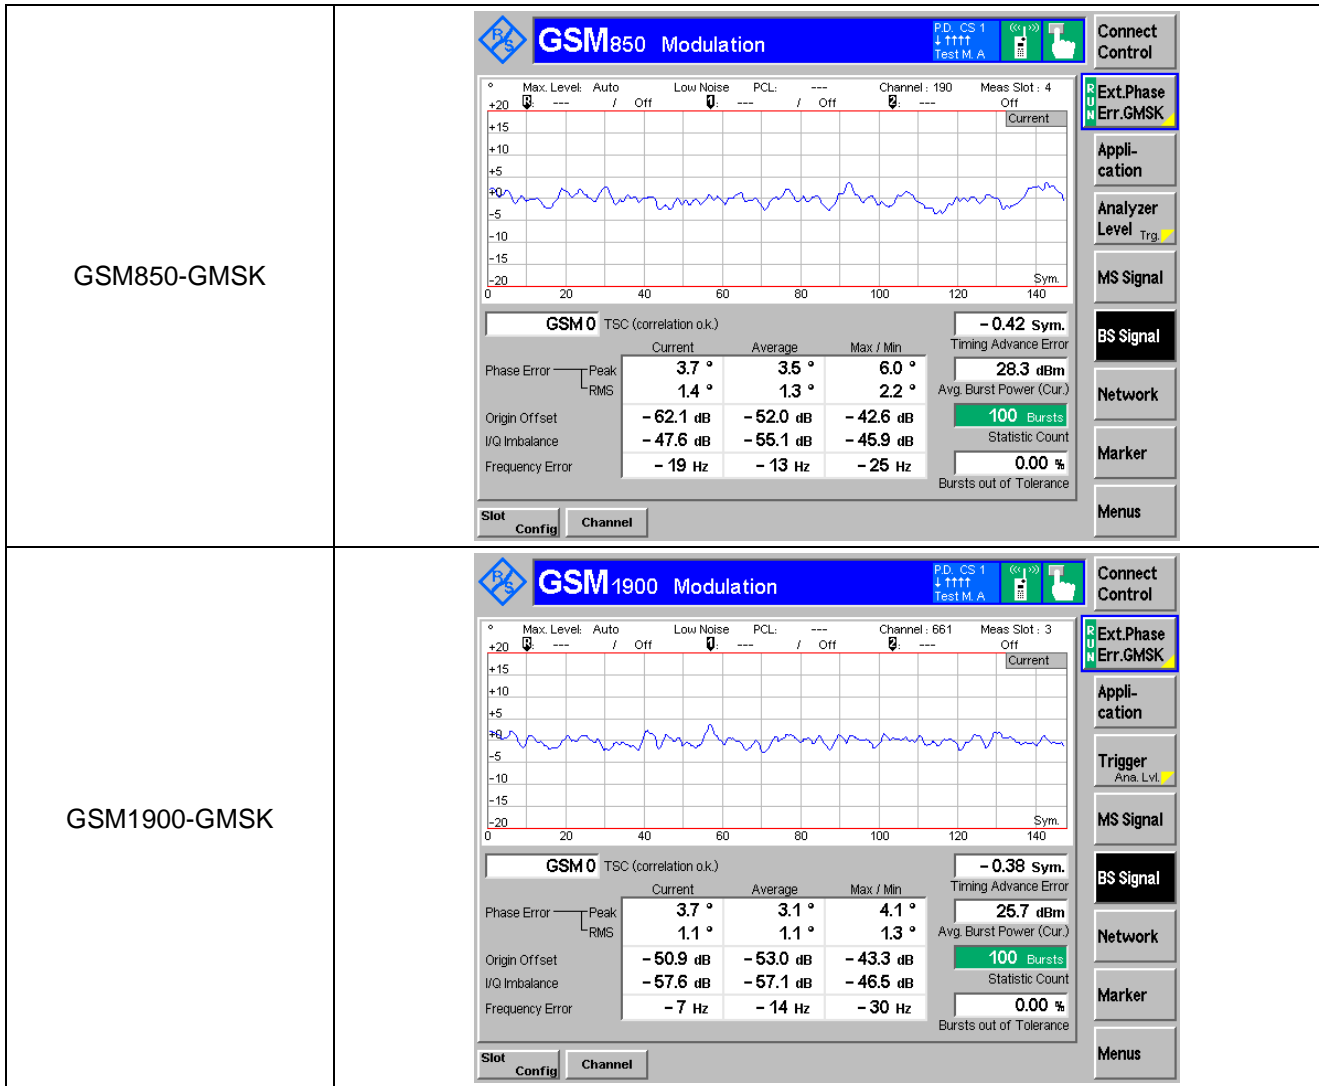 GSM850-GMSK
R&S
GSM850 Modulation
P.D. CS 1
↓↑↑↑↑
Test M. A
Connect
Control
° Max. Level: Auto Low Noise PCL: --- Channel : 190 Meas Slot : 4
R: --- / Off 1: --- / Off 2: --- Off
Current
+20
+15
+10
+5
+0
-5
-10
-15
-20
Sym.
0 20 40 60 80 100 120 140
GSM 0 TSC (correlation o.k.)
Current Average Max / Min
Phase Error Peak 3.7 ° 3.5 ° 6.0 °
RMS 1.4 ° 1.3 ° 2.2 °
Origin Offset – 62.1 dB – 52.0 dB – 42.6 dB
I/Q Imbalance – 47.6 dB – 55.1 dB – 45.9 dB
Frequency Error – 19 Hz – 13 Hz – 25 Hz
– 0.42 Sym.
Timing Advance Error
28.3 dBm
Avg. Burst Power (Cur.)
100 Bursts
Statistic Count
0.00 %
Bursts out of Tolerance
RUN
Ext.Phase
Err.GMSK
Appli-
cation
Analyzer
Level Trg.
MS Signal
BS Signal
Network
Marker
Menus
Slot
Config
Channel
GSM1900-GMSK
R&S
GSM1900 Modulation
P.D. CS 1
↓↑↑↑↑
Test M. A
Connect
Control
° Max. Level: Auto Low Noise PCL: --- Channel : 661 Meas Slot : 3
R: --- / Off 1: --- / Off 2: --- Off
Current
+20
+15
+10
+5
+0
-5
-10
-15
-20
Sym.
0 20 40 60 80 100 120 140
GSM 0 TSC (correlation o.k.)
Current Average Max / Min
Phase Error Peak 3.7 ° 3.1 ° 4.1 °
RMS 1.1 ° 1.1 ° 1.3 °
Origin Offset – 50.9 dB – 53.0 dB – 43.3 dB
I/Q Imbalance – 57.6 dB – 57.1 dB – 46.5 dB
Frequency Error – 7 Hz – 14 Hz – 30 Hz
– 0.38 Sym.
Timing Advance Error
25.7 dBm
Avg. Burst Power (Cur.)
100 Bursts
Statistic Count
0.00 %
Bursts out of Tolerance
RUN
Ext.Phase
Err.GMSK
Appli-
cation
Trigger
Ana. Lvl.
MS Signal
BS Signal
Network
Marker
Menus
Slot
Config
Channel